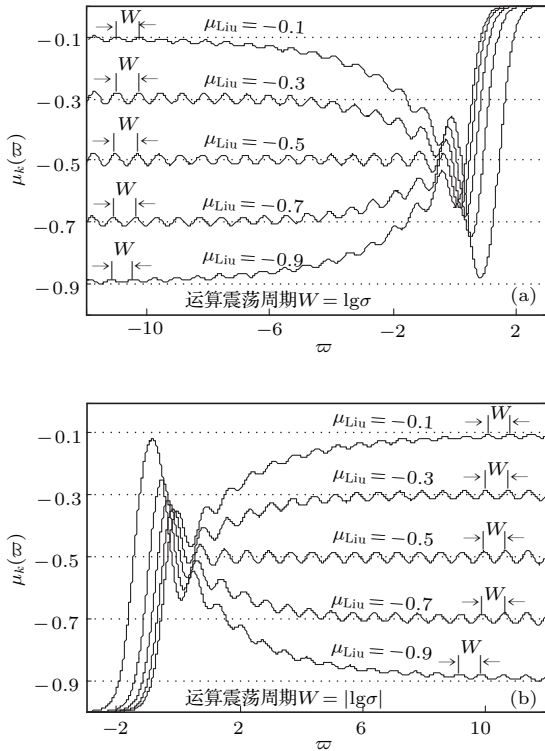 W
μLiu = −0.1
−0.1
W
μLiu = −0.3
−0.3
W
μLiu = −0.5
−0.5
W
μLiu = −0.7
−0.7
W
μLiu = −0.9
−0.9
μk(ϖ)
运算震荡周期W = lgσ
(a)
−10 −6 −2 2
ϖ
μLiu = −0.1
W
−0.1
μLiu = −0.3
W
−0.3
μLiu = −0.5
W
−0.5
μLiu = −0.7
W
−0.7
μLiu = −0.9
W
−0.9
μk(ϖ)
运算震荡周期W = |lgσ|
(b)
−2 2 6 10
ϖ